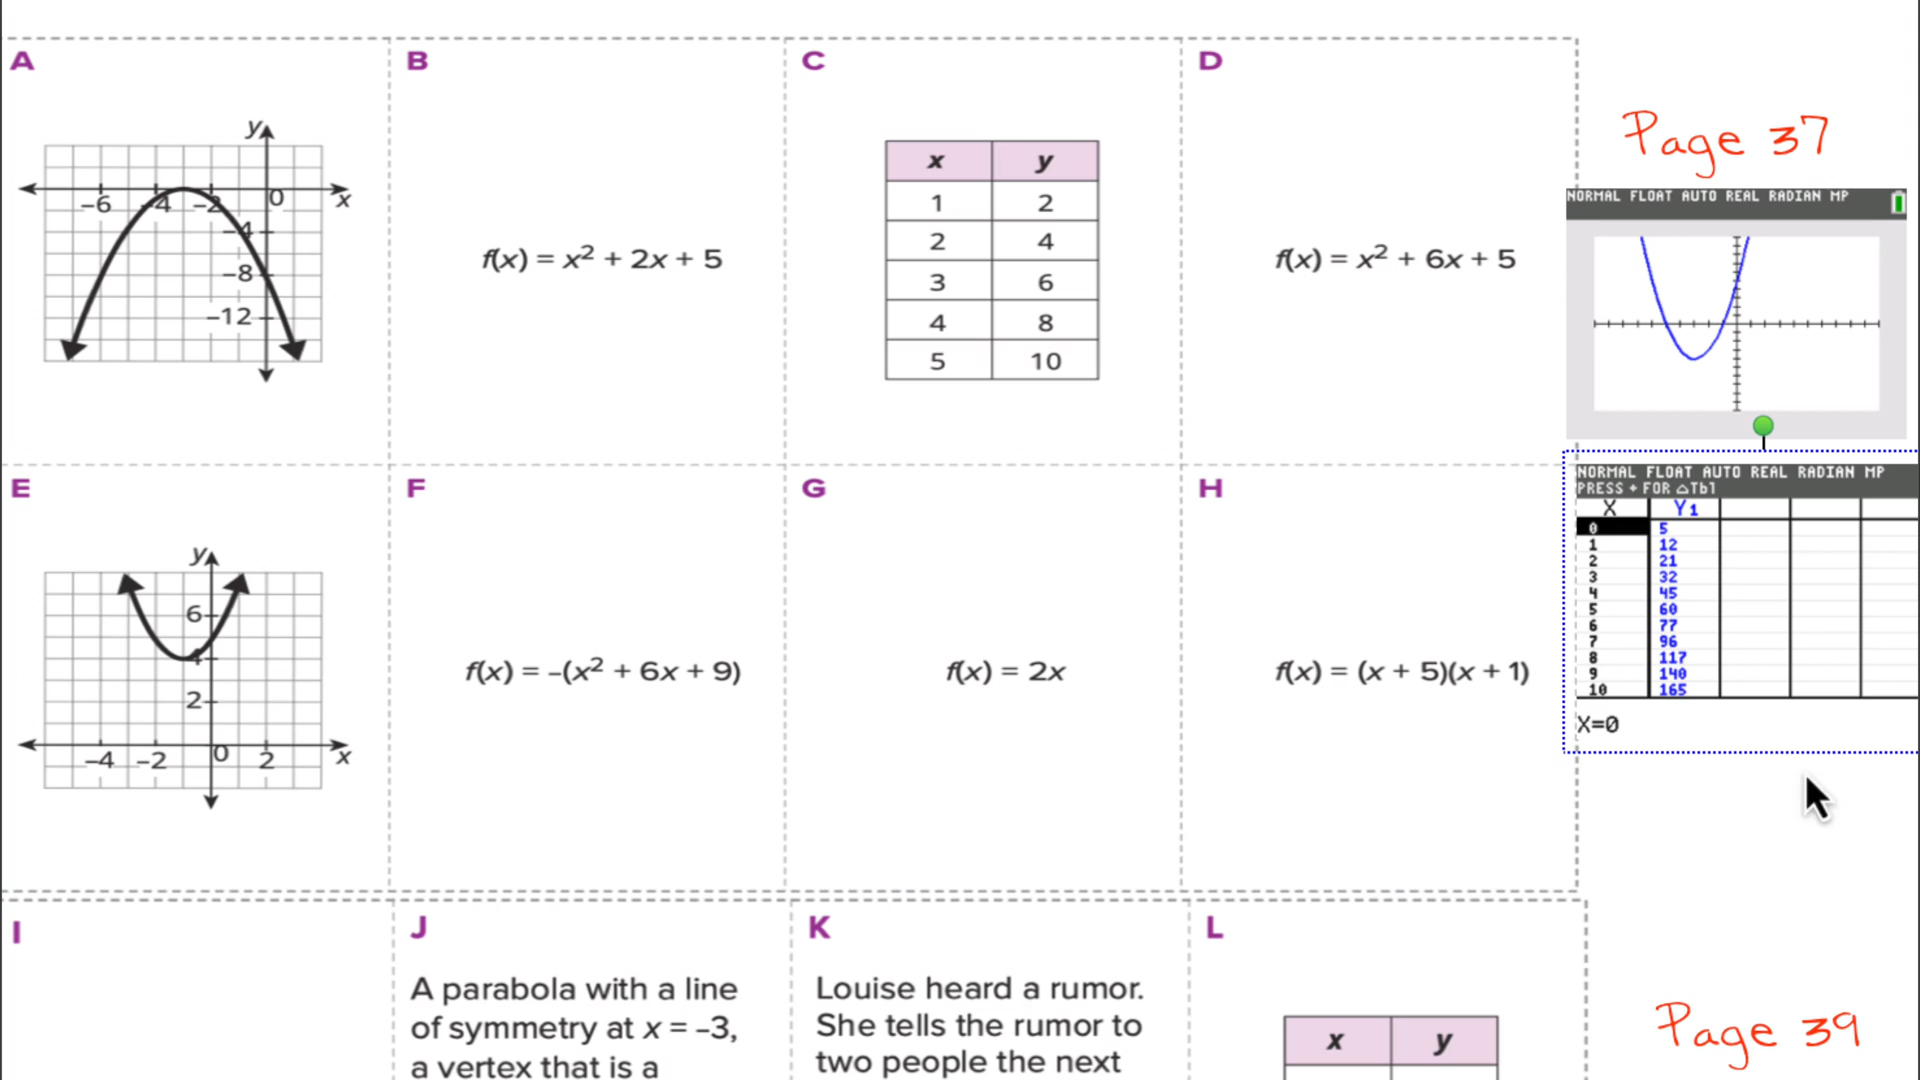 A
B
C
D
Page 37
y
x
–6
–4
–2
0
–4
–8
–12
f(x) = x² + 2x + 5
x y
1 2
2 4
3 6
4 8
5 10
f(x) = x² + 6x + 5
NORMAL FLOAT AUTO REAL RADIAN MP
E
F
G
H
y
x
6
4
2
–4
–2
0
2
f(x) = –(x² + 6x + 9)
f(x) = 2x
f(x) = (x + 5)(x + 1)
NORMAL FLOAT AUTO REAL RADIAN MP
PRESS + FOR △Tbl
X Y₁
0 5
1 12
2 21
3 32
4 45
5 60
6 77
7 96
8 117
9 140
10 165
X=0
I
J
A parabola with a line
of symmetry at x = –3,
a vertex that is a
K
Louise heard a rumor.
She tells the rumor to
two people the next
L
x y
Page 39